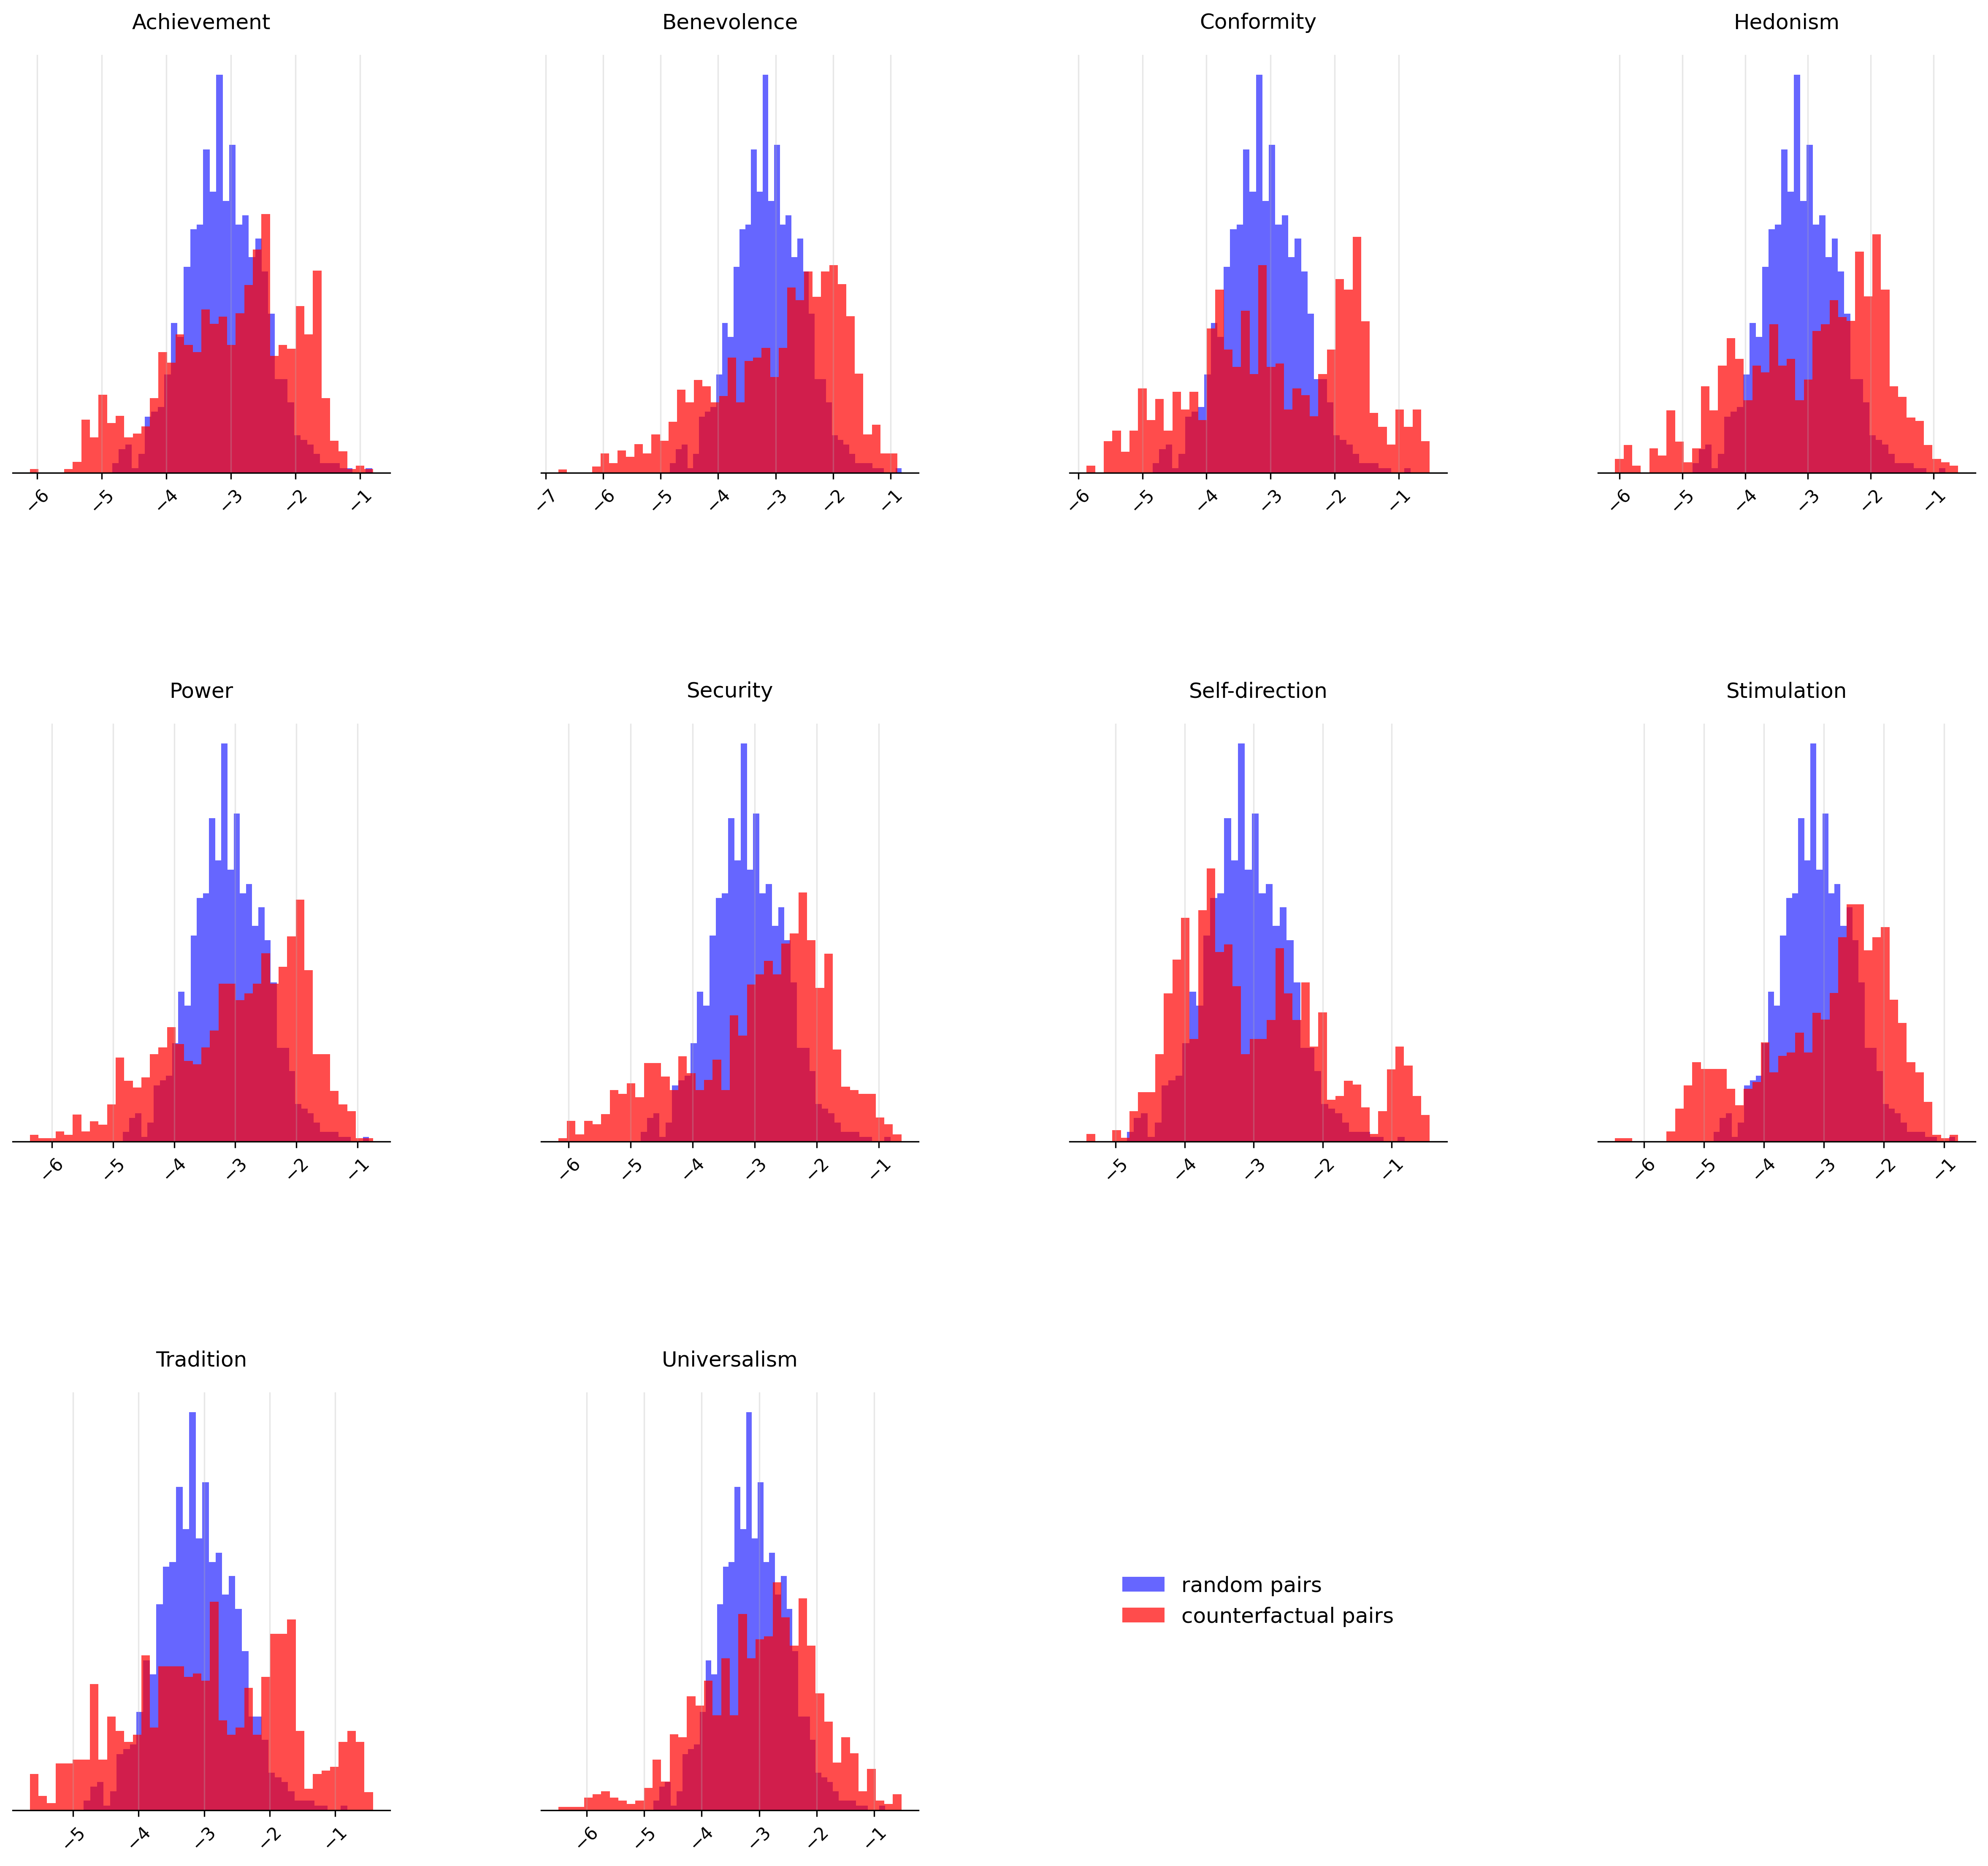 Achievement Benevolence Conformity Hedonism
−6 −5 −4 −3 −2 −1 −7 −6 −5 −4 −3 −2 −1 −6 −5 −4 −3 −2 −1 −6 −5 −4 −3 −2 −1
Power Security Self-direction Stimulation
−6 −5 −4 −3 −2 −1 −6 −5 −4 −3 −2 −1 −5 −4 −3 −2 −1 −6 −5 −4 −3 −2 −1
Tradition Universalism
random pairs
counterfactual pairs
−5 −4 −3 −2 −1 −6 −5 −4 −3 −2 −1